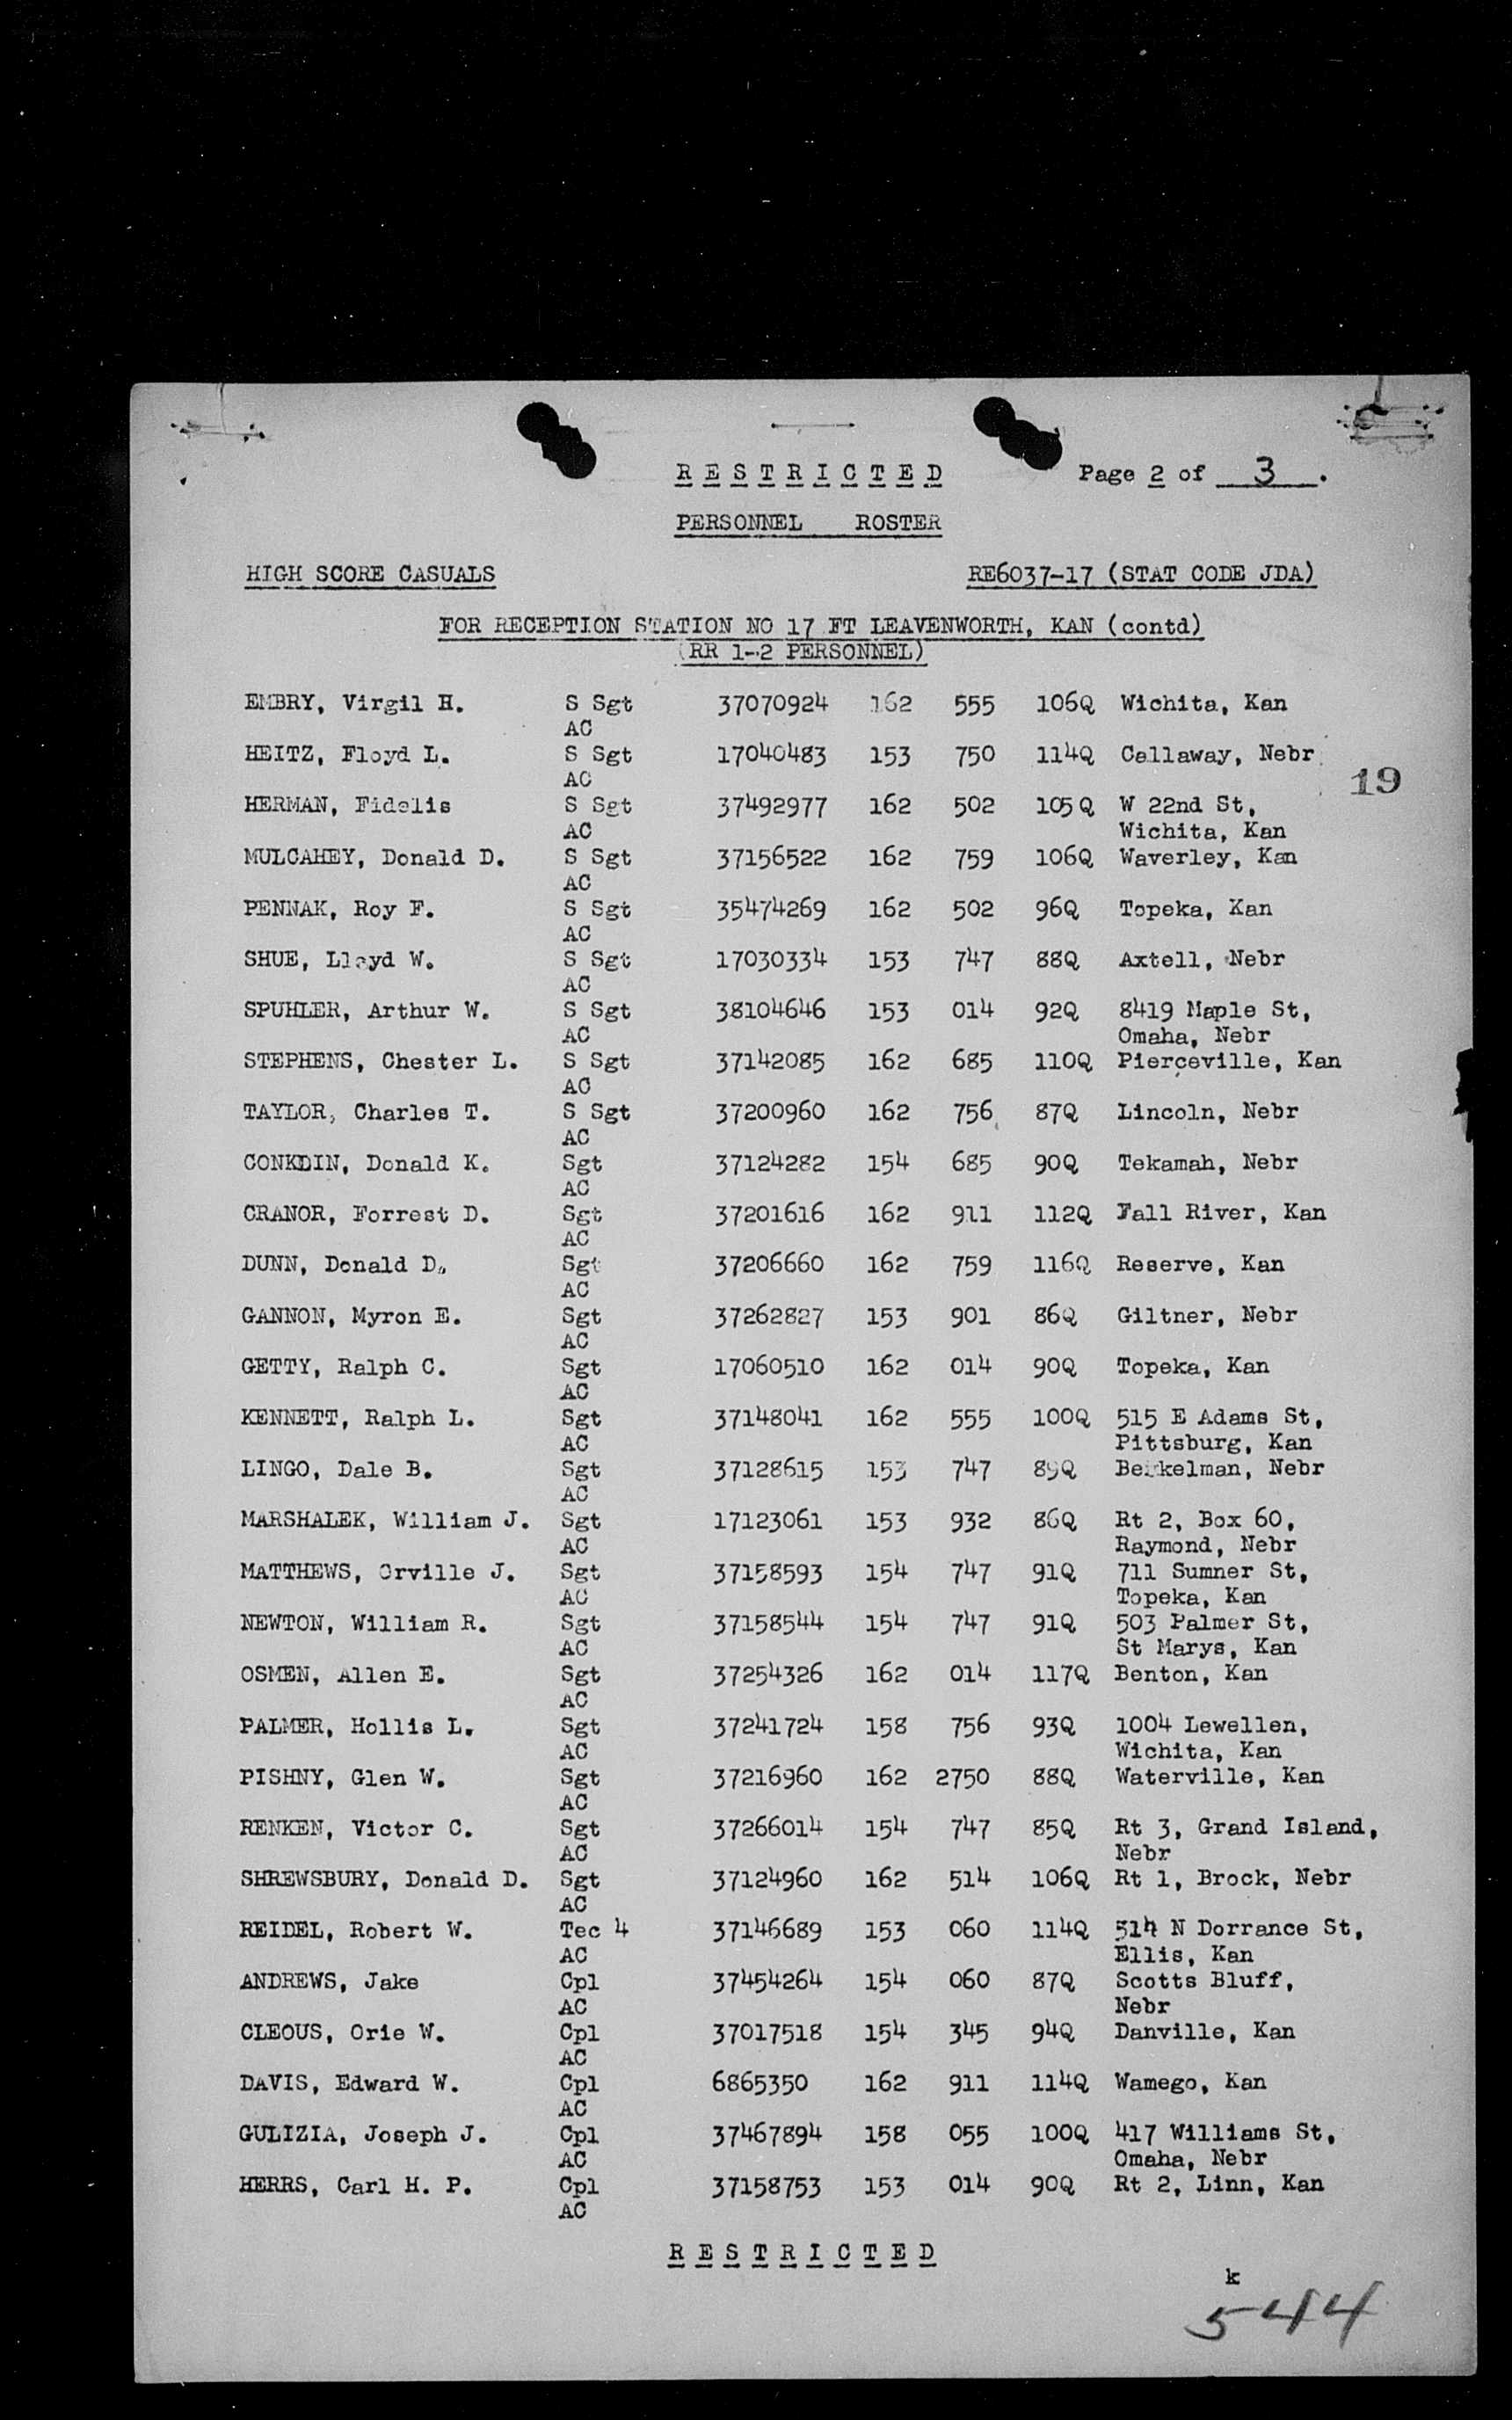 RESTRICTED Page 2 of 3.
PERSONNEL ROSTER
HIGH SCORE CASUALS RE6037-17 (STAT CODE JDA)
FOR RECEPTION STATION NO 17 FT LEAVENWORTH, KAN (contd)
(RR 1-2 PERSONNEL)
EMBRY, Virgil H. S Sgt 37070924 162 555 106Q Wichita, Kan
AC
HEITZ, Floyd L. S Sgt 17040483 153 750 114Q Callaway, Nebr
AC
19
HERMAN, Fidelis S Sgt 37492977 162 502 105Q W 22nd St,
AC Wichita, Kan
MULCAHEY, Donald D. S Sgt 37156522 162 759 106Q Waverley, Kan
AC
PENNAK, Roy F. S Sgt 35474269 162 502 96Q Topeka, Kan
AC
SHUE, Lloyd W. S Sgt 17030334 153 747 88Q Axtell, Nebr
AC
SPUHLER, Arthur W. S Sgt 38104646 153 014 92Q 8419 Maple St,
AC Omaha, Nebr
STEPHENS, Chester L. S Sgt 37142085 162 685 110Q Pierceville, Kan
AC
TAYLOR, Charles T. S Sgt 37200960 162 756 87Q Lincoln, Nebr
AC
CONKDIN, Donald K. Sgt 37124282 154 685 90Q Tekamah, Nebr
AC
CRANOR, Forrest D. Sgt 37201616 162 911 112Q Fall River, Kan
AC
DUNN, Donald D. Sgt 37206660 162 759 116Q Reserve, Kan
AC
GANNON, Myron E. Sgt 37262827 153 901 86Q Giltner, Nebr
AC
GETTY, Ralph C. Sgt 17060510 162 014 90Q Topeka, Kan
AC
KENNETT, Ralph L. Sgt 37148041 162 555 100Q 515 E Adams St,
AC Pittsburg, Kan
LINGO, Dale B. Sgt 37128615 153 747 89Q Benkelman, Nebr
AC
MARSHALEK, William J. Sgt 17123061 153 932 86Q Rt 2, Box 60,
AC Raymond, Nebr
MATTHEWS, Orville J. Sgt 37158593 154 747 91Q 711 Sumner St,
AC Topeka, Kan
NEWTON, William R. Sgt 37158544 154 747 91Q 503 Palmer St,
AC St Marys, Kan
OSMEN, Allen E. Sgt 37254326 162 014 117Q Benton, Kan
AC
PALMER, Hollis L. Sgt 37241724 158 756 93Q 1004 Lewellen,
AC Wichita, Kan
PISHNY, Glen W. Sgt 37216960 162 2750 88Q Waterville, Kan
AC
RENKEN, Victor C. Sgt 37266014 154 747 85Q Rt 3, Grand Island,
AC Nebr
SHREWSBURY, Donald D. Sgt 37124960 162 514 106Q Rt 1, Brock, Nebr
AC
REIDEL, Robert W. Tec 4 37146689 153 060 114Q 514 N Dorrance St,
AC Ellis, Kan
ANDREWS, Jake Cpl 37454264 154 060 87Q Scotts Bluff,
AC Nebr
CLEOUS, Orie W. Cpl 37017518 154 345 94Q Danville, Kan
AC
DAVIS, Edward W. Cpl 6865350 162 911 114Q Wamego, Kan
AC
GULIZIA, Joseph J. Cpl 37467894 158 055 100Q 417 Williams St,
AC Omaha, Nebr
HERRS, Carl H. P. Cpl 37158753 153 014 90Q Rt 2, Linn, Kan
AC
RESTRICTED
k
544